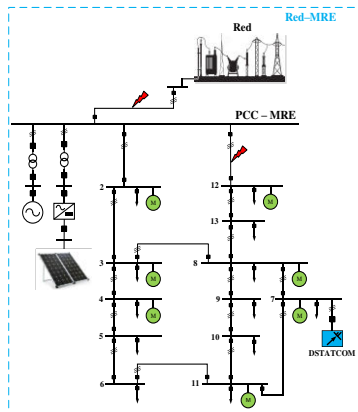 Red–MRE
Red
PCC – MRE
2
M
12
M
13
3
M
8
M
4
M
9
7
M
5
10
DSTATCOM
6
11
M